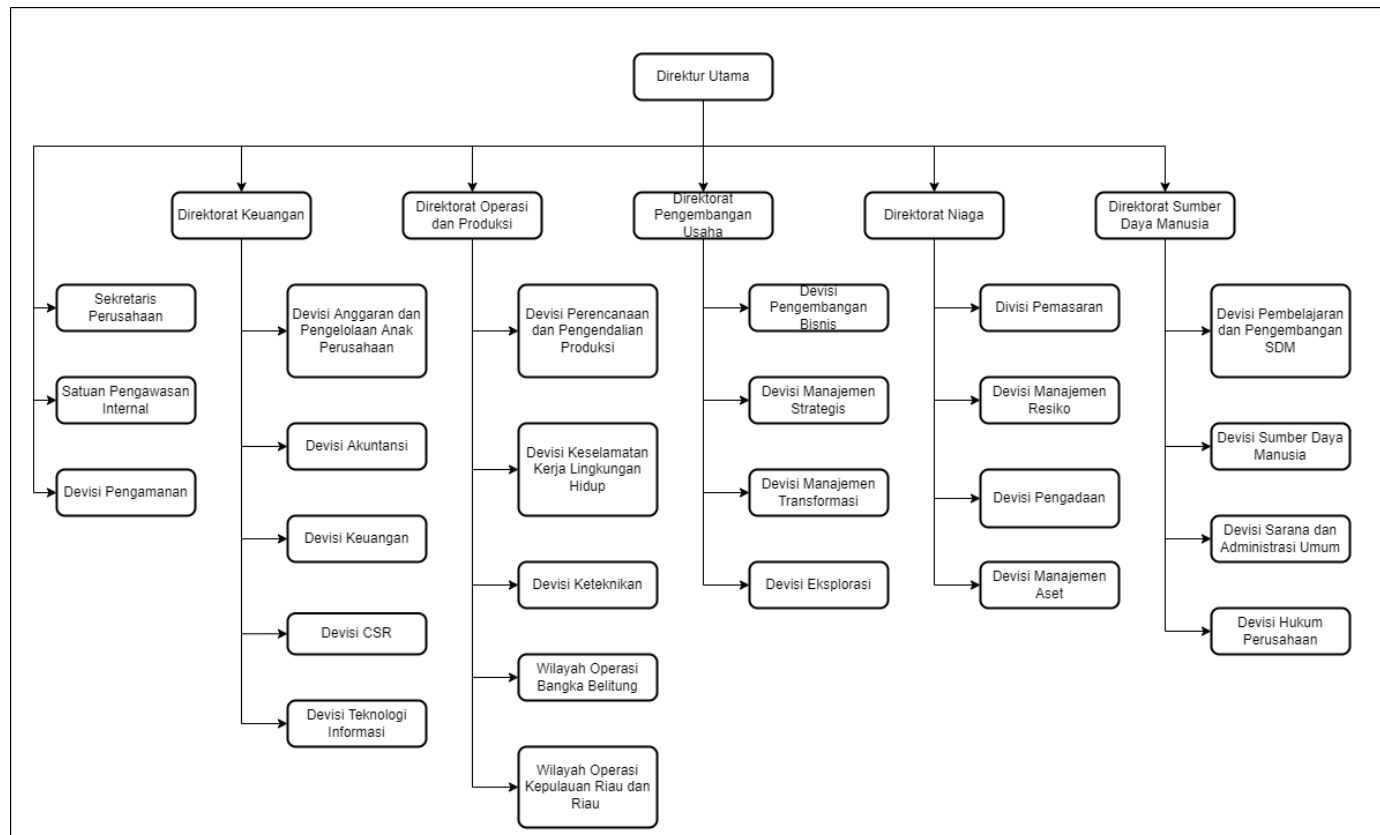 Direktur Utama
Direktorat Keuangan
Direktorat Operasi
dan Produksi
Direktorat
Pengembangan
Usaha
Direktorat Niaga
Direktorat Sumber
Daya Manusia
Sekretaris
Perusahaan
Satuan Pengawasan
Internal
Devisi Pengamanan
Devisi Anggaran dan
Pengelolaan Anak
Perusahaan
Devisi Akuntansi
Devisi Keuangan
Devisi CSR
Devisi Teknologi
Informasi
Devisi Perencanaan
dan Pengendalian
Produksi
Devisi Keselamatan
Kerja Lingkungan
Hidup
Devisi Keteknikan
Wilayah Operasi
Bangka Belitung
Wilayah Operasi
Kepulauan Riau dan
Riau
Devisi
Pengembangan
Bisnis
Devisi Manajemen
Strategis
Devisi Manajemen
Transformasi
Devisi Eksplorasi
Divisi Pemasaran
Devisi Manajemen
Resiko
Devisi Pengadaan
Devisi Manajemen
Aset
Devisi Pembelajaran
dan Pengembangan
SDM
Devisi Sumber Daya
Manusia
Devisi Sarana dan
Administrasi Umum
Devisi Hukum
Perusahaan